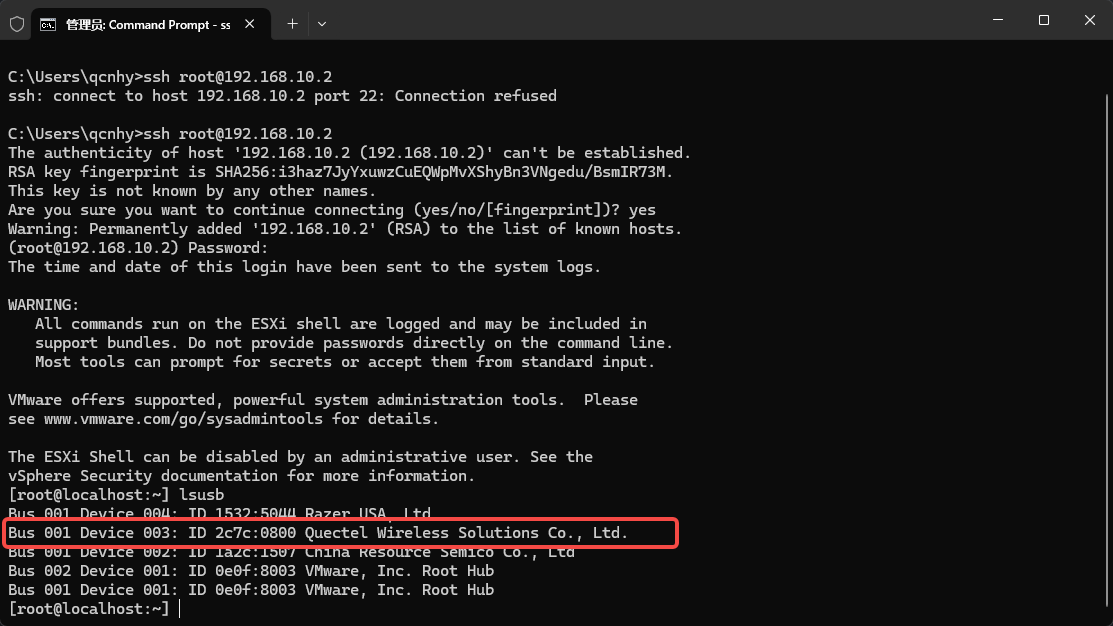 管理员: Command Prompt - ss
C:\Users\qcnhy>ssh root@192.168.10.2
ssh: connect to host 192.168.10.2 port 22: Connection refused
C:\Users\qcnhy>ssh root@192.168.10.2
The authenticity of host '192.168.10.2 (192.168.10.2)' can't be established.
RSA key fingerprint is SHA256:i3haz7JyYxuwzCuEQWpMvXShyBn3VNgedu/BsmIR73M.
This key is not known by any other names.
Are you sure you want to continue connecting (yes/no/[fingerprint])? yes
Warning: Permanently added '192.168.10.2' (RSA) to the list of known hosts.
(root@192.168.10.2) Password:
The time and date of this login have been sent to the system logs.
WARNING:
All commands run on the ESXi shell are logged and may be included in
support bundles. Do not provide passwords directly on the command line.
Most tools can prompt for secrets or accept them from standard input.
VMware offers supported, powerful system administration tools.  Please
see www.vmware.com/go/sysadmintools for details.
The ESXi Shell can be disabled by an administrative user. See the
vSphere Security documentation for more information.
[root@localhost:~] lsusb
Bus 001 Device 004: ID 1532:5044 Razer USA, Ltd
Bus 001 Device 003: ID 2c7c:0800 Quectel Wireless Solutions Co., Ltd.
Bus 001 Device 002: ID 1a2c:1507 China Resource Semico Co., Ltd
Bus 002 Device 001: ID 0e0f:8003 VMware, Inc. Root Hub
Bus 001 Device 001: ID 0e0f:8003 VMware, Inc. Root Hub
[root@localhost:~]